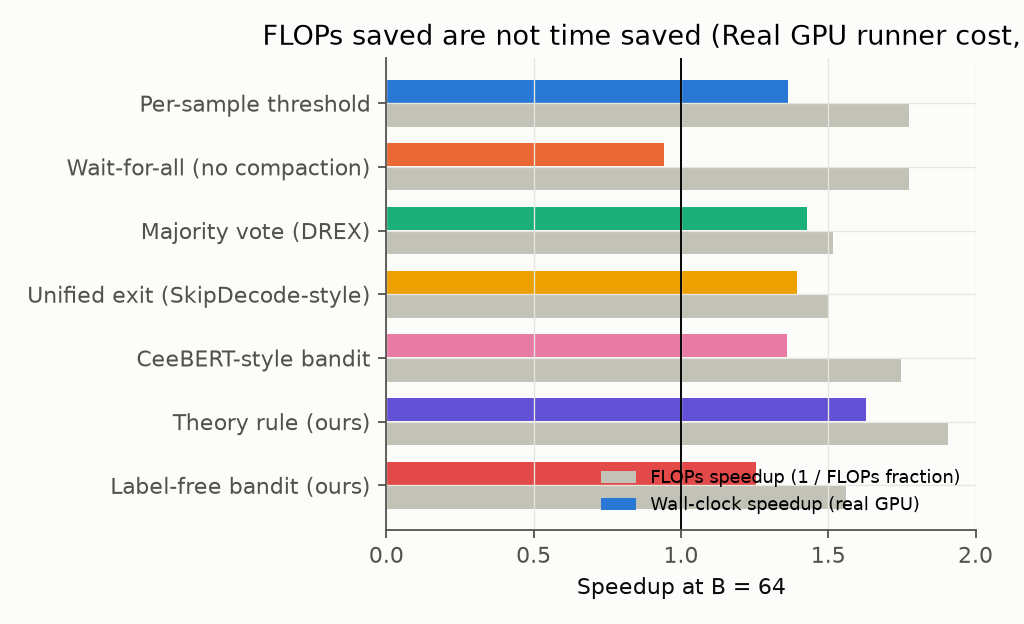 FLOPs saved are not time saved (Real GPU runner cost,
Per-sample threshold
Wait-for-all (no compaction)
Majority vote (DREX)
Unified exit (SkipDecode-style)
CeeBERT-style bandit
Theory rule (ours)
Label-free bandit (ours)
FLOPs speedup (1 / FLOPs fraction)
Wall-clock speedup (real GPU)
0.0 0.5 1.0 1.5 2.0
Speedup at B = 64